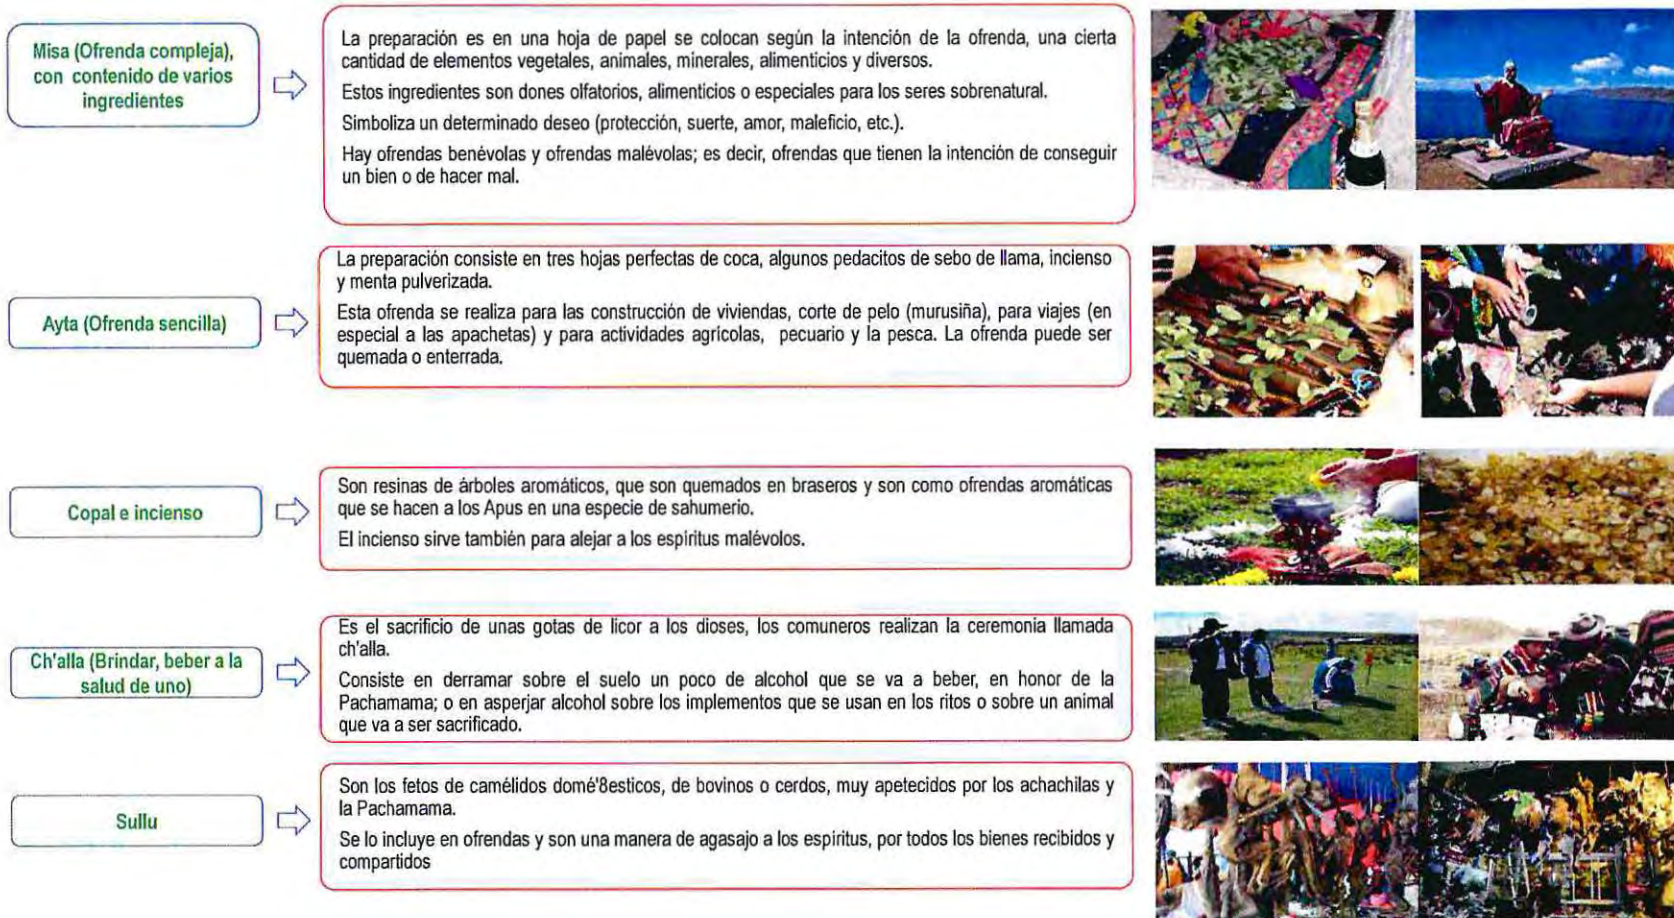 Misa (Ofrenda compleja),
con contenido de varios
ingredientes
La preparación es en una hoja de papel se colocan según la intención de la ofrenda, una cierta
cantidad de elementos vegetales, animales, minerales, alimenticios y diversos.
Estos ingredientes son dones olfatorios, alimenticios o especiales para los seres sobrenatural.
Simboliza un determinado deseo (protección, suerte, amor, maleficio, etc.).
Hay ofrendas benévolas y ofrendas malévolas; es decir, ofrendas que tienen la intención de conseguir
un bien o de hacer mal.
Ayta (Ofrenda sencilla)
La preparación consiste en tres hojas perfectas de coca, algunos pedacitos de sebo de llama, incienso
y menta pulverizada.
Esta ofrenda se realiza para las construcción de viviendas, corte de pelo (murusiña), para viajes (en
especial a las apachetas) y para actividades agrícolas, pecuario y la pesca. La ofrenda puede ser
quemada o enterrada.
Copal e incienso
Son resinas de árboles aromáticos, que son quemados en braseros y son como ofrendas aromáticas
que se hacen a los Apus en una especie de sahumerio.
El incienso sirve también para alejar a los espíritus malévolos.
Ch'alla (Brindar, beber a la
salud de uno)
Es el sacrificio de unas gotas de licor a los dioses, los comuneros realizan la ceremonia llamada
ch'alla.
Consiste en derramar sobre el suelo un poco de alcohol que se va a beber, en honor de la
Pachamama; o en asperjar alcohol sobre los implementos que se usan en los ritos o sobre un animal
que va a ser sacrificado.
Sullu
Son los fetos de camélidos domé'8esticos, de bovinos o cerdos, muy apetecidos por los achachilas y
la Pachamama.
Se lo incluye en ofrendas y son una manera de agasajo a los espíritus, por todos los bienes recibidos y
compartidos